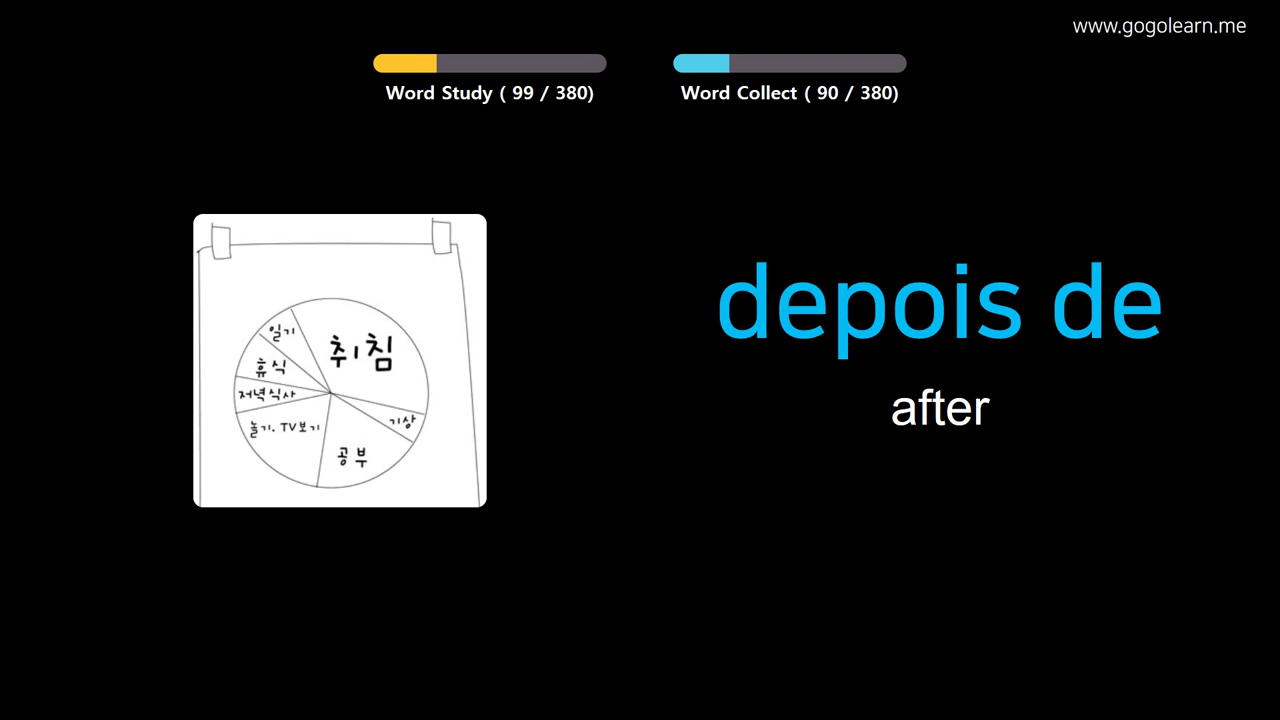 www.gogolearn.me
Word Study ( 99 / 380)
Word Collect ( 90 / 380)
일기
취침
휴식
저녁식사
기상
놀기. TV보기
공부
depois de
after